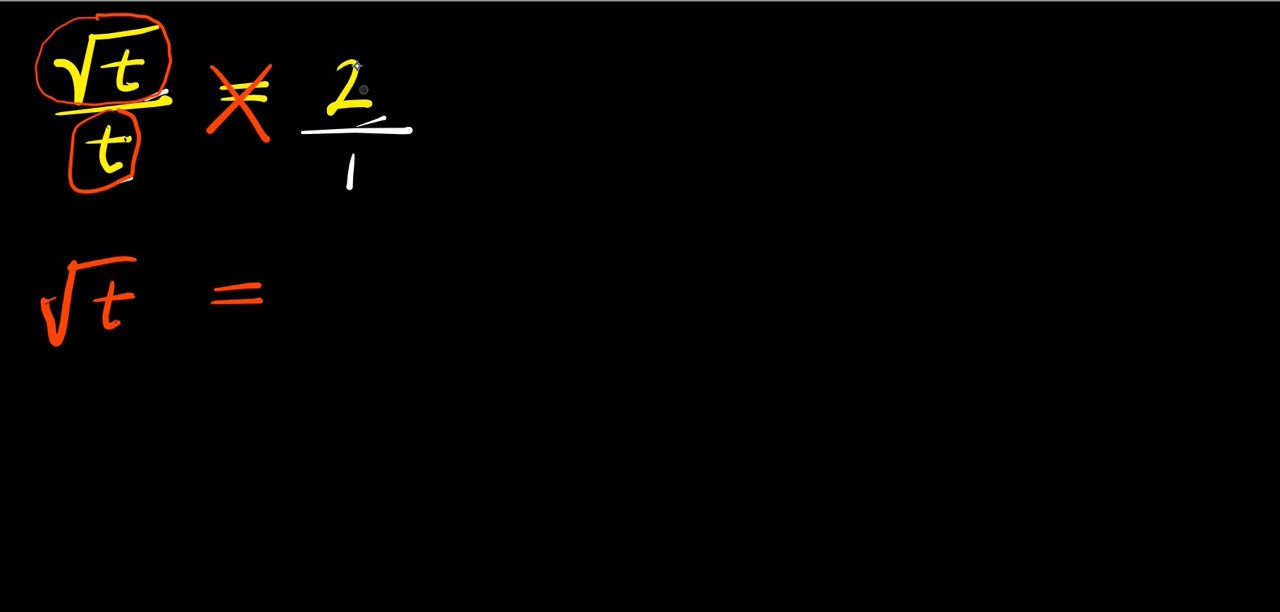 √t/t = 2/1
√t =